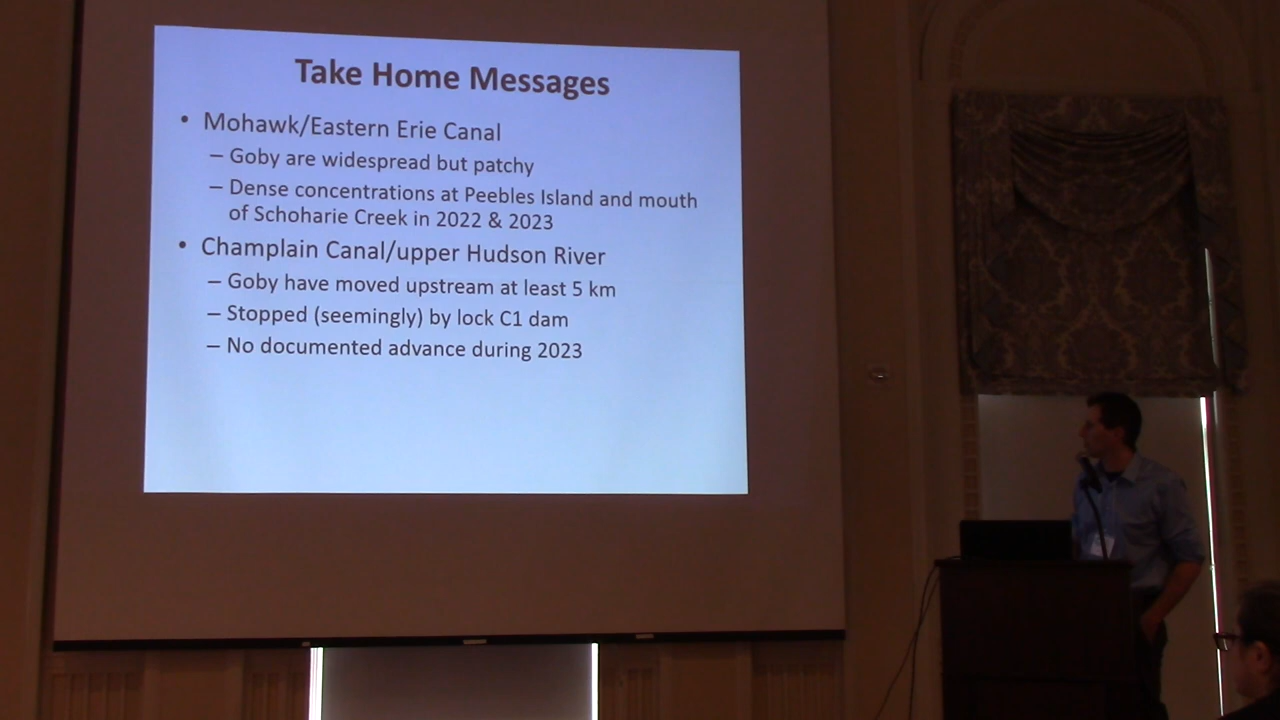 Take Home Messages
• Mohawk/Eastern Erie Canal
– Goby are widespread but patchy
– Dense concentrations at Peebles Island and mouth
of Schoharie Creek in 2022 & 2023
• Champlain Canal/upper Hudson River
– Goby have moved upstream at least 5 km
– Stopped (seemingly) by lock C1 dam
– No documented advance during 2023